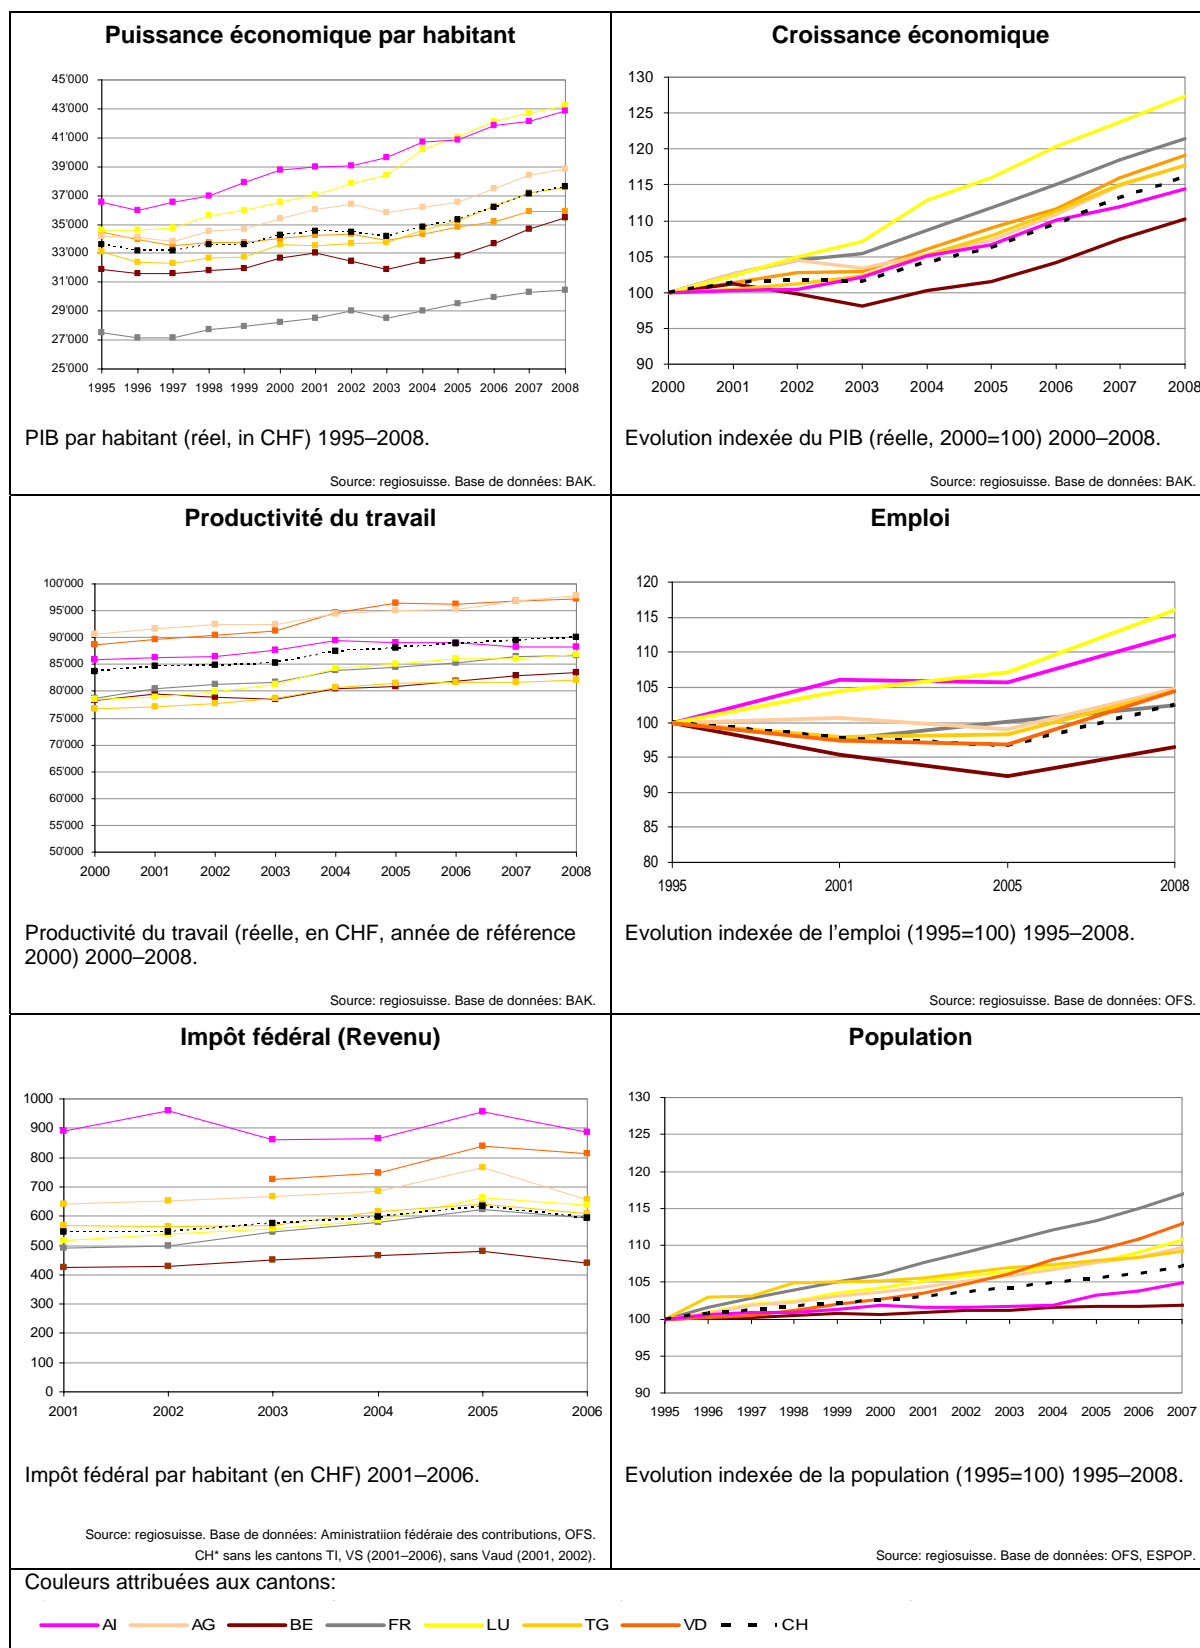 Puissance économique par habitant
45'000
43'000
41'000
39'000
37'000
35'000
33'000
31'000
29'000
27'000
25'000
1995 1996 1997 1998 1999 2000 2001 2002 2003 2004 2005 2006 2007 2008
PIB par habitant (réel, in CHF) 1995–2008.
Source: regiosuisse. Base de données: BAK.
Croissance économique
130
125
120
115
110
105
100
95
90
2000 2001 2002 2003 2004 2005 2006 2007 2008
Evolution indexée du PIB (réelle, 2000=100) 2000–2008.
Source: regiosuisse. Base de données: BAK.
Productivité du travail
100'000
95'000
90'000
85'000
80'000
75'000
70'000
65'000
60'000
55'000
50'000
2000 2001 2002 2003 2004 2005 2006 2007 2008
Productivité du travail (réelle, en CHF, année de référence
2000) 2000–2008.
Source: regiosuisse. Base de données: BAK.
Emploi
120
115
110
105
100
95
90
85
80
1995 2001 2005 2008
Evolution indexée de l'emploi (1995=100) 1995–2008.
Source: regiosuisse. Base de données: OFS.
Impôt fédéral (Revenu)
1000
900
800
700
600
500
400
300
200
100
0
2001 2002 2003 2004 2005 2006
Impôt fédéral par habitant (en CHF) 2001–2006.
Source: regiosuisse. Base de données: Aministratiion fédéraie des contributions, OFS.
CH* sans les cantons TI, VS (2001–2006), sans Vaud (2001, 2002).
Population
130
125
120
115
110
105
100
95
90
1995 1996 1997 1998 1999 2000 2001 2002 2003 2004 2005 2006 2007
Evolution indexée de la population (1995=100) 1995–2008.
Source: regiosuisse. Base de données: OFS, ESPOP.
Couleurs attribuées aux cantons:
AI AG BE FR LU TG VD CH